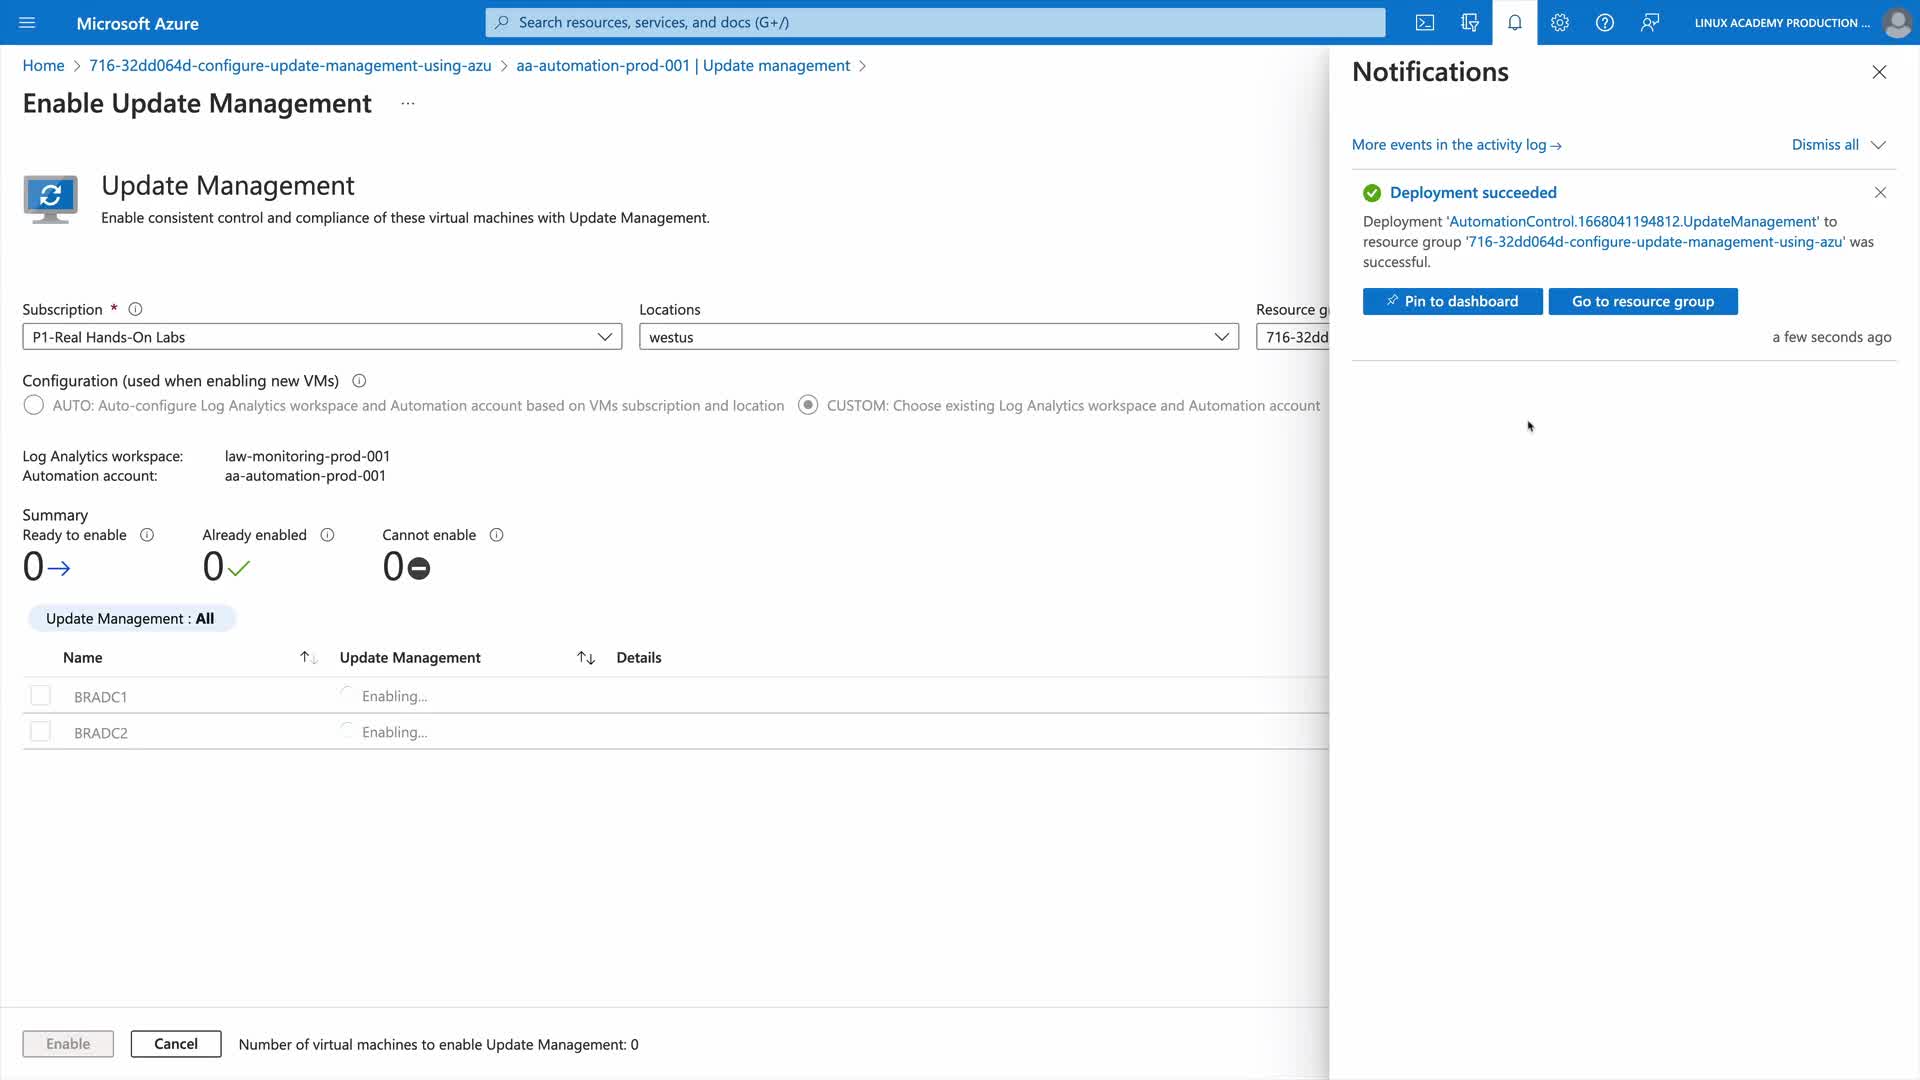 Microsoft Azure
Search resources, services, and docs (G+/)
LINUX ACADEMY PRODUCTION ...
Home > 716-32dd064d-configure-update-management-using-azu > aa-automation-prod-001 | Update management >
Enable Update Management ...
Update Management
Enable consistent control and compliance of these virtual machines with Update Management.
Subscription *
P1-Real Hands-On Labs
Locations
westus
Resource g
716-32dd
Configuration (used when enabling new VMs)
AUTO: Auto-configure Log Analytics workspace and Automation account based on VMs subscription and location
CUSTOM: Choose existing Log Analytics workspace and Automation account
Log Analytics workspace: law-monitoring-prod-001
Automation account: aa-automation-prod-001
Summary
Ready to enable
0
Already enabled
0
Cannot enable
0
Update Management : All
Name Update Management Details
BRADC1 Enabling...
BRADC2 Enabling...
Enable
Cancel
Number of virtual machines to enable Update Management: 0
Notifications
More events in the activity log →
Dismiss all
Deployment succeeded
Deployment 'AutomationControl.1668041194812.UpdateManagement' to
resource group '716-32dd064d-configure-update-management-using-azu' was
successful.
Pin to dashboard
Go to resource group
a few seconds ago